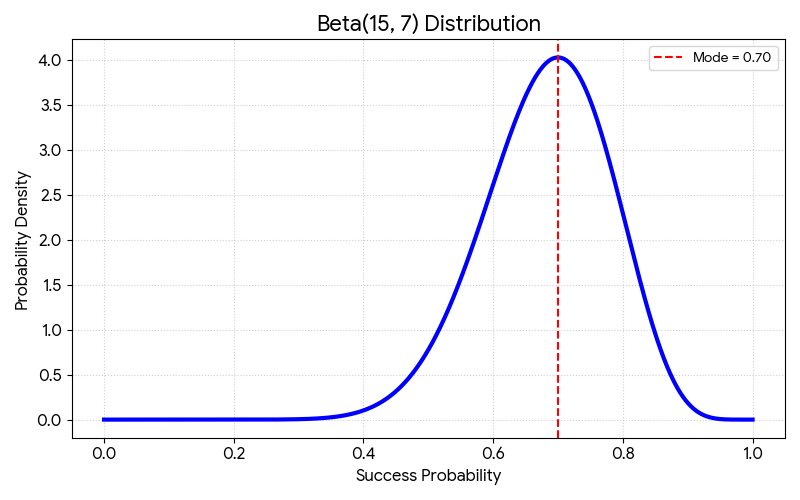 Beta(15, 7) Distribution
Mode = 0.70
Probability Density
4.0
3.5
3.0
2.5
2.0
1.5
1.0
0.5
0.0
0.0 0.2 0.4 0.6 0.8 1.0
Success Probability